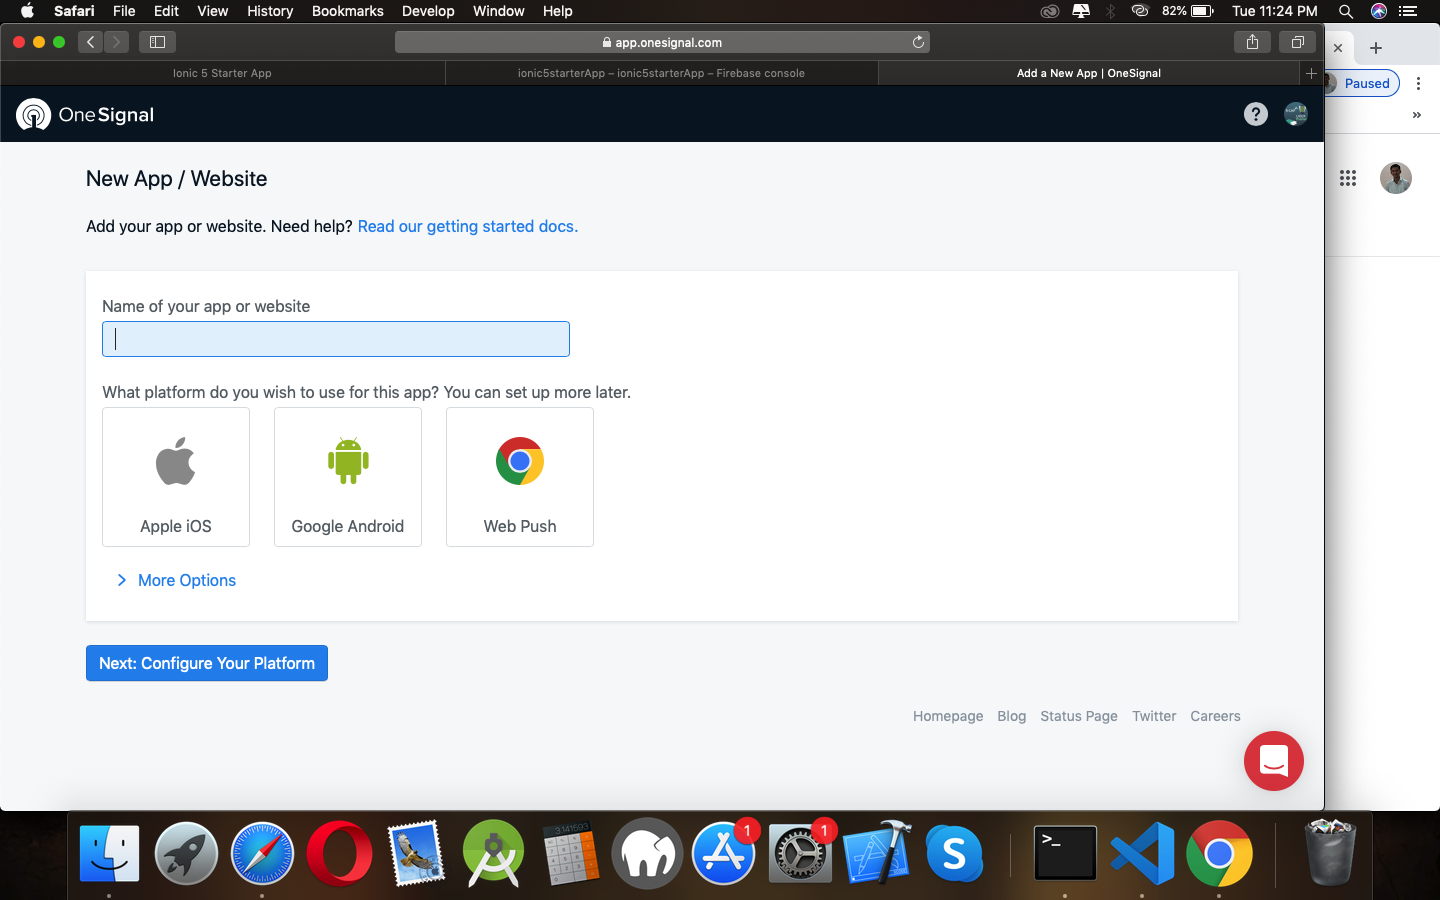 Safari File Edit View History Bookmarks Develop Window Help 82% Tue 11:24 PM
app.onesignal.com
Ionic 5 Starter App
ionic5starterApp – ionic5starterApp – Firebase console
Add a New App | OneSignal
Paused
OneSignal
?
New App / Website
Add your app or website. Need help? Read our getting started docs.
Name of your app or website
What platform do you wish to use for this app? You can set up more later.
Apple iOS
Google Android
Web Push
More Options
Next: Configure Your Platform
Homepage Blog Status Page Twitter Careers
3.141593
1
1
S
>_